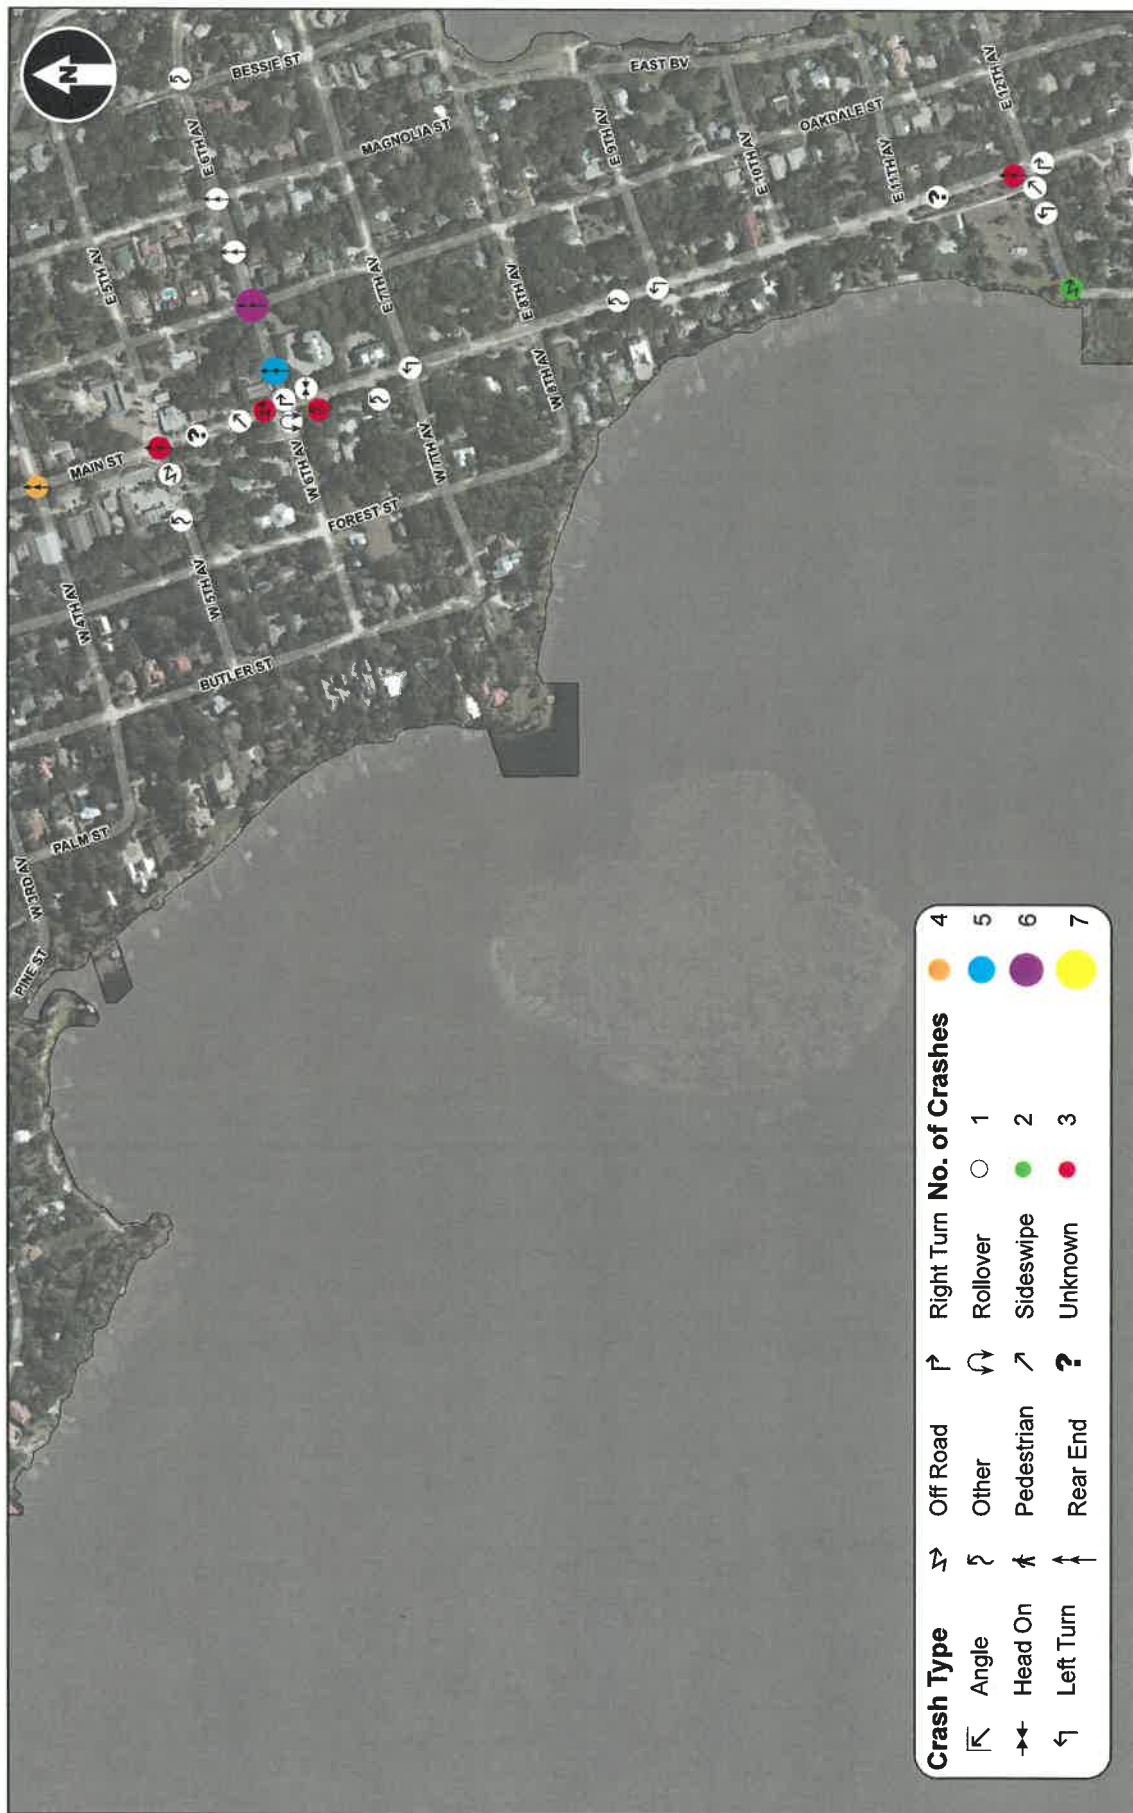 N
BESSIE ST
E 6TH AV
MAGNOLIA ST
EAST BV
E 12TH AV
E 5TH AV
E 7TH AV
E 8TH AV
E 9TH AV
E 10TH AV
OAKDALE ST
E 11TH AV
MAIN ST
?
?
W 4TH AV
W 5TH AV
W 6TH AV
FOREST ST
W 7TH AV
W 8TH AV
BUTLER ST
PALM ST
W 3RD AV
PINE ST
Crash Type
Angle
Head On
Left Turn
Off Road
Other
Pedestrian
Rear End
Right Turn
Rollover
Sideswipe
? Unknown
No. of Crashes
1
2
3
4
5
6
7